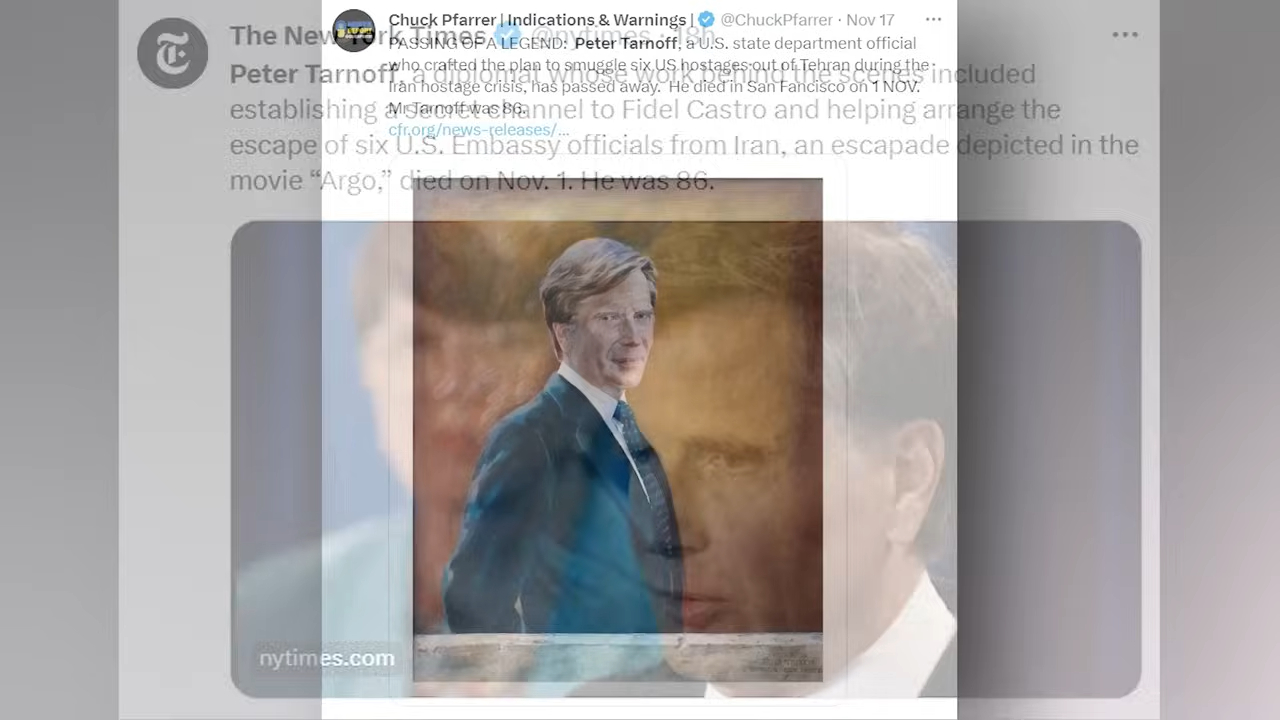 Chuck Pfarrer | Indications & Warnings | @ChuckPfarrer · Nov 17
PASSING OF A LEGEND: Peter Tarnoff, a U.S. state department official
who crafted the plan to smuggle six US hostages out of Tehran during the
Iran hostage crisis, has passed away. He died in San Fancisco on 1 NOV.
Mr Tarnoff was 86.
cfr.org/news-releases/...
The New York Times @nytimes · 18h
Peter Tarnoff, a diplomat whose work behind the scenes included
establishing a secret channel to Fidel Castro and helping arrange the
escape of six U.S. Embassy officials from Iran, an escapade depicted in the
movie “Argo,” died on Nov. 1. He was 86.
nytimes.com